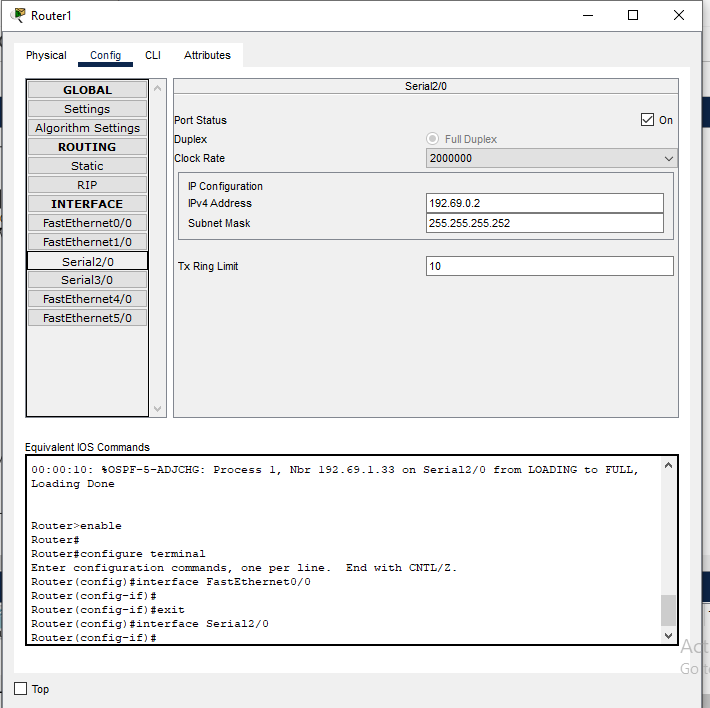 Router1
Physical Config CLI Attributes
GLOBAL
Settings
Algorithm Settings
ROUTING
Static
RIP
INTERFACE
FastEthernet0/0
FastEthernet1/0
Serial2/0
Serial3/0
FastEthernet4/0
FastEthernet5/0
Serial2/0
Port Status On
Duplex Full Duplex
Clock Rate 2000000
IP Configuration
IPv4 Address 192.69.0.2
Subnet Mask 255.255.255.252
Tx Ring Limit 10
Equivalent IOS Commands
00:00:10: %OSPF-5-ADJCHG: Process 1, Nbr 192.69.1.33 on Serial2/0 from LOADING to FULL,
Loading Done
Router>enable
Router#
Router#configure terminal
Enter configuration commands, one per line.  End with CNTL/Z.
Router(config)#interface FastEthernet0/0
Router(config-if)#
Router(config-if)#exit
Router(config)#interface Serial2/0
Router(config-if)#
Top